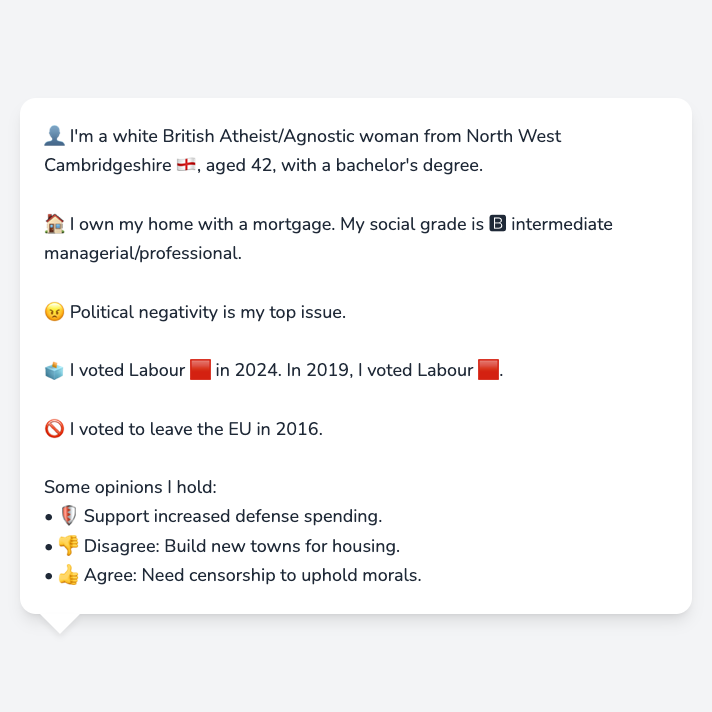 👤 I'm a white British Atheist/Agnostic woman from North West
Cambridgeshire 🏴󠁧󠁢󠁥󠁮󠁧󠁿, aged 42, with a bachelor's degree.
🏠 I own my home with a mortgage. My social grade is 🅱 intermediate
managerial/professional.
😠 Political negativity is my top issue.
🗳️ I voted Labour 🟥 in 2024. In 2019, I voted Labour 🟥.
🚫 I voted to leave the EU in 2016.
Some opinions I hold:
• 🛡️ Support increased defense spending.
• 👎 Disagree: Build new towns for housing.
• 👍 Agree: Need censorship to uphold morals.